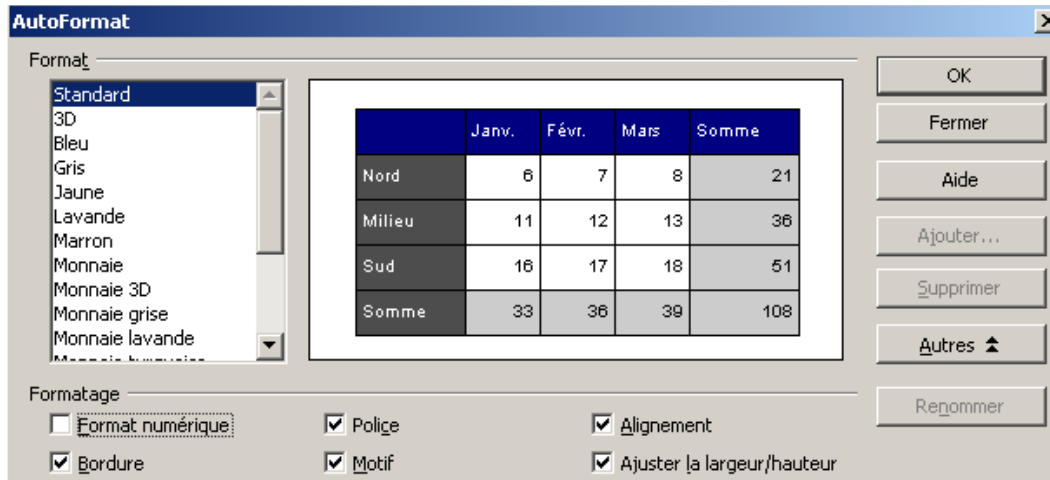 AutoFormat
Format
Standard
3D
Bleu
Gris
Jaune
Lavande
Marron
Monnaie
Monnaie 3D
Monnaie grise
Monnaie lavande
Janv. Févr. Mars Somme
Nord 6 7 8 21
Milieu 11 12 13 36
Sud 16 17 18 51
Somme 33 36 39 108
OK
Fermer
Aide
Ajouter...
Supprimer
Autres
Renommer
Formatage
Format numérique
Police
Alignement
Bordure
Motif
Ajuster la largeur/hauteur